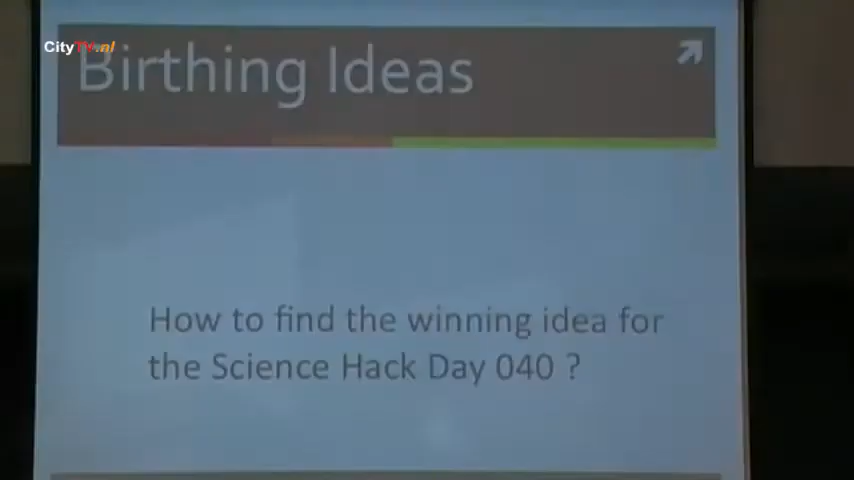 CityTV.nl
Birthing Ideas
How to find the winning idea for
the Science Hack Day 040 ?